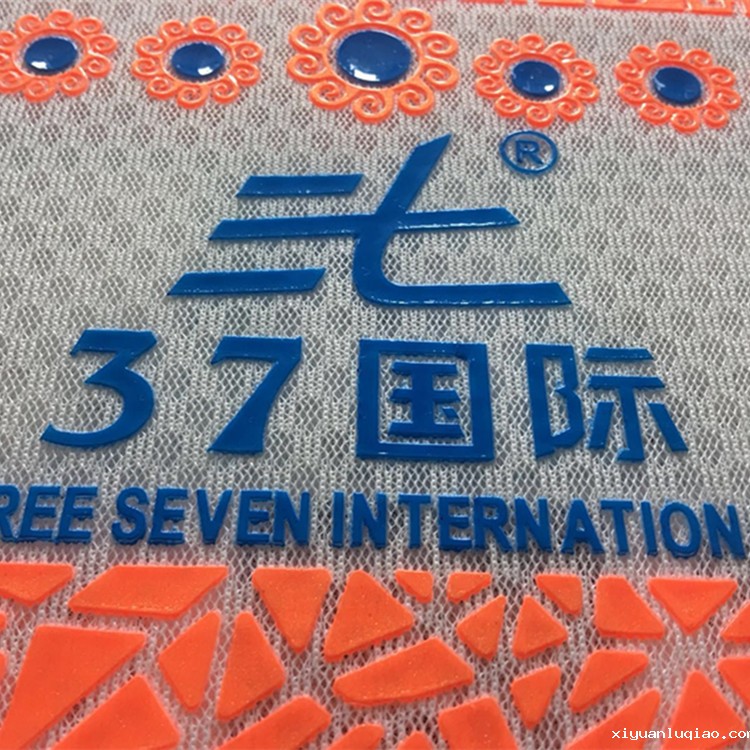 三七®
37国际
REE SEVEN INTERNATION
xiyuanluqiao.com